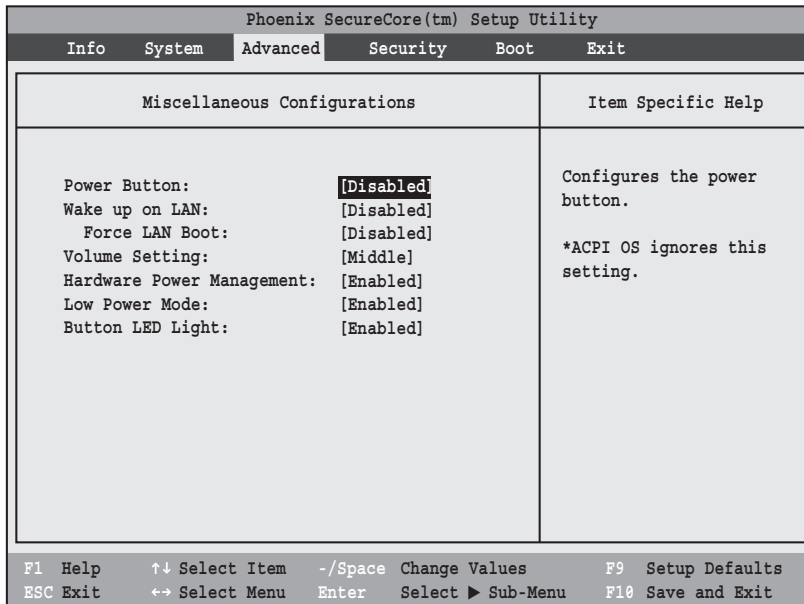 Phoenix SecureCore(tm) Setup Utility
Info System Advanced Security Boot Exit
Miscellaneous Configurations
Item Specific Help
Power Button: [Disabled]
Wake up on LAN: [Disabled]
Force LAN Boot: [Disabled]
Volume Setting: [Middle]
Hardware Power Management: [Enabled]
Low Power Mode: [Enabled]
Button LED Light: [Enabled]
Configures the power
button.
*ACPI OS ignores this
setting.
F1 Help ↑↓ Select Item -/Space Change Values F9 Setup Defaults
ESC Exit ←→ Select Menu Enter Select ▶ Sub-Menu F10 Save and Exit